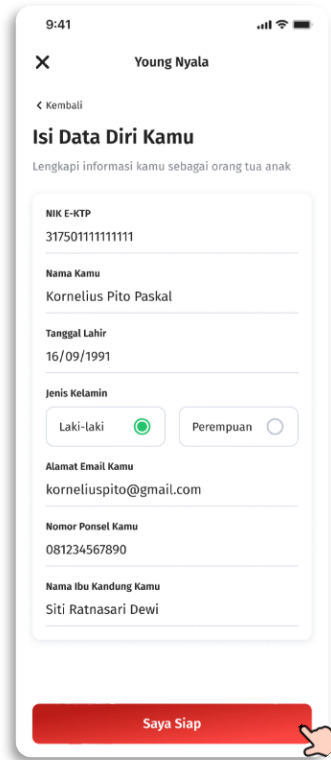 9:41
Young Nyala
Kembali
Isi Data Diri Kamu
Lengkapi informasi kamu sebagai orang tua anak
NIK E-KTP
317501111111111
Nama Kamu
Kornelius Pito Paskal
Tanggal Lahir
16/09/1991
Jenis Kelamin
Laki-laki Perempuan
Alamat Email Kamu
korneliuspito@gmail.com
Nomor Ponsel Kamu
081234567890
Nama Ibu Kandung Kamu
Siti Ratnasari Dewi
Saya Siap